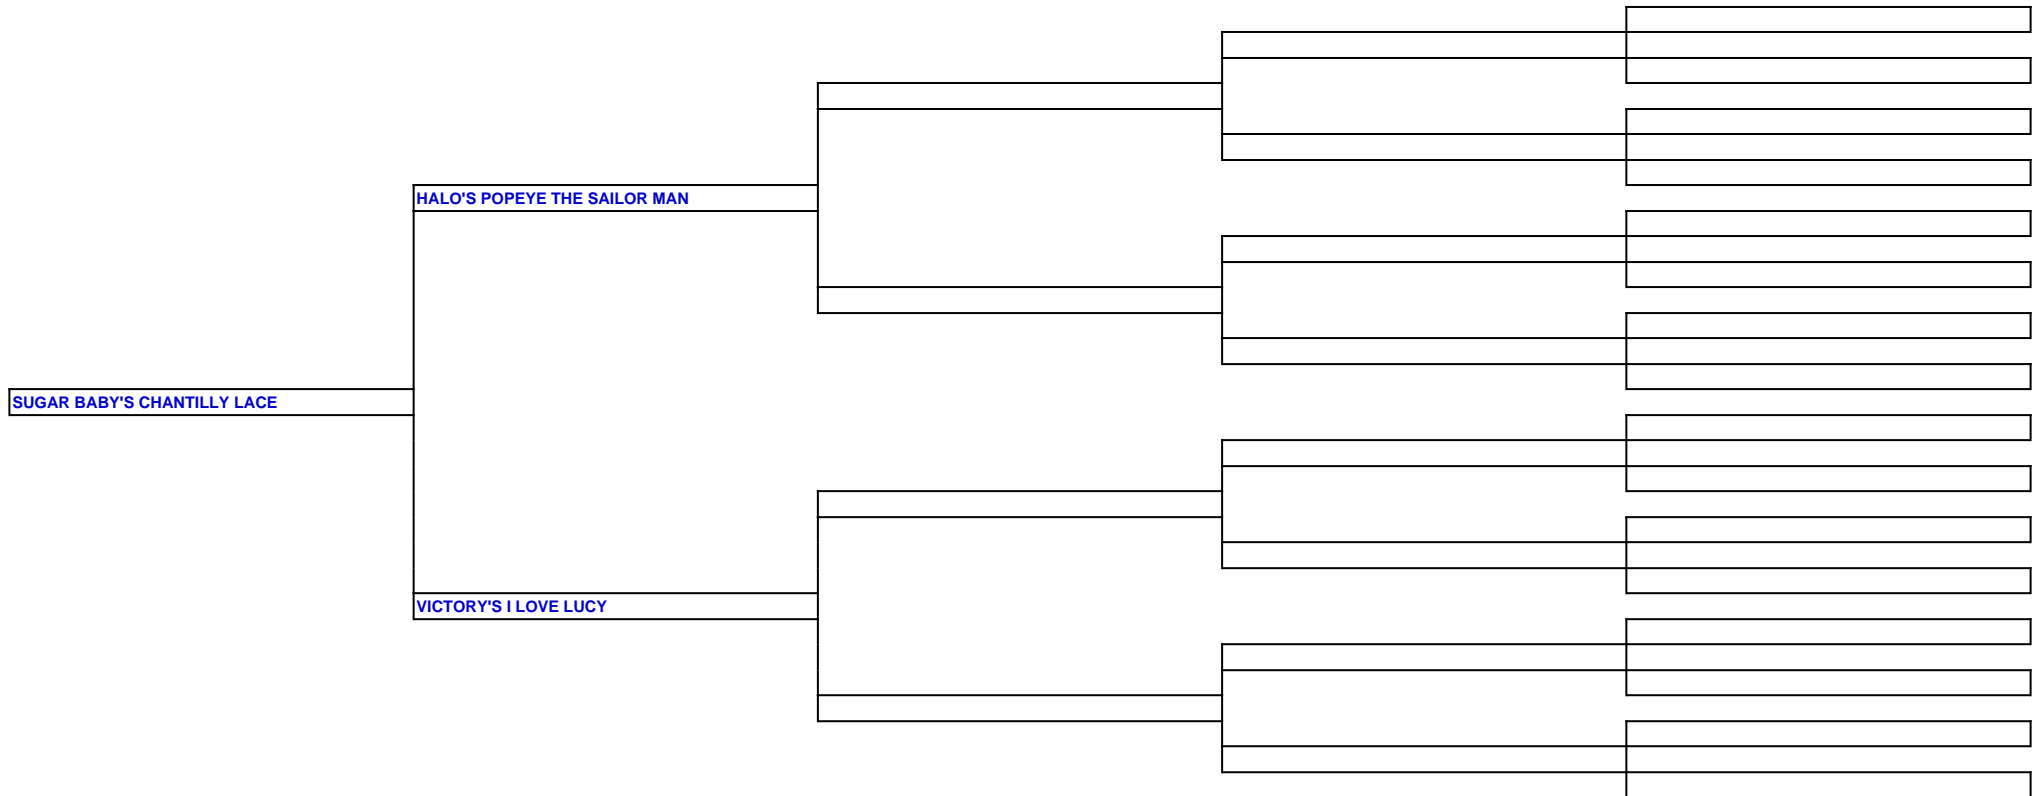 HALO'S POPEYE THE SAILOR MAN
SUGAR BABY'S CHANTILLY LACE
VICTORY'S I LOVE LUCY